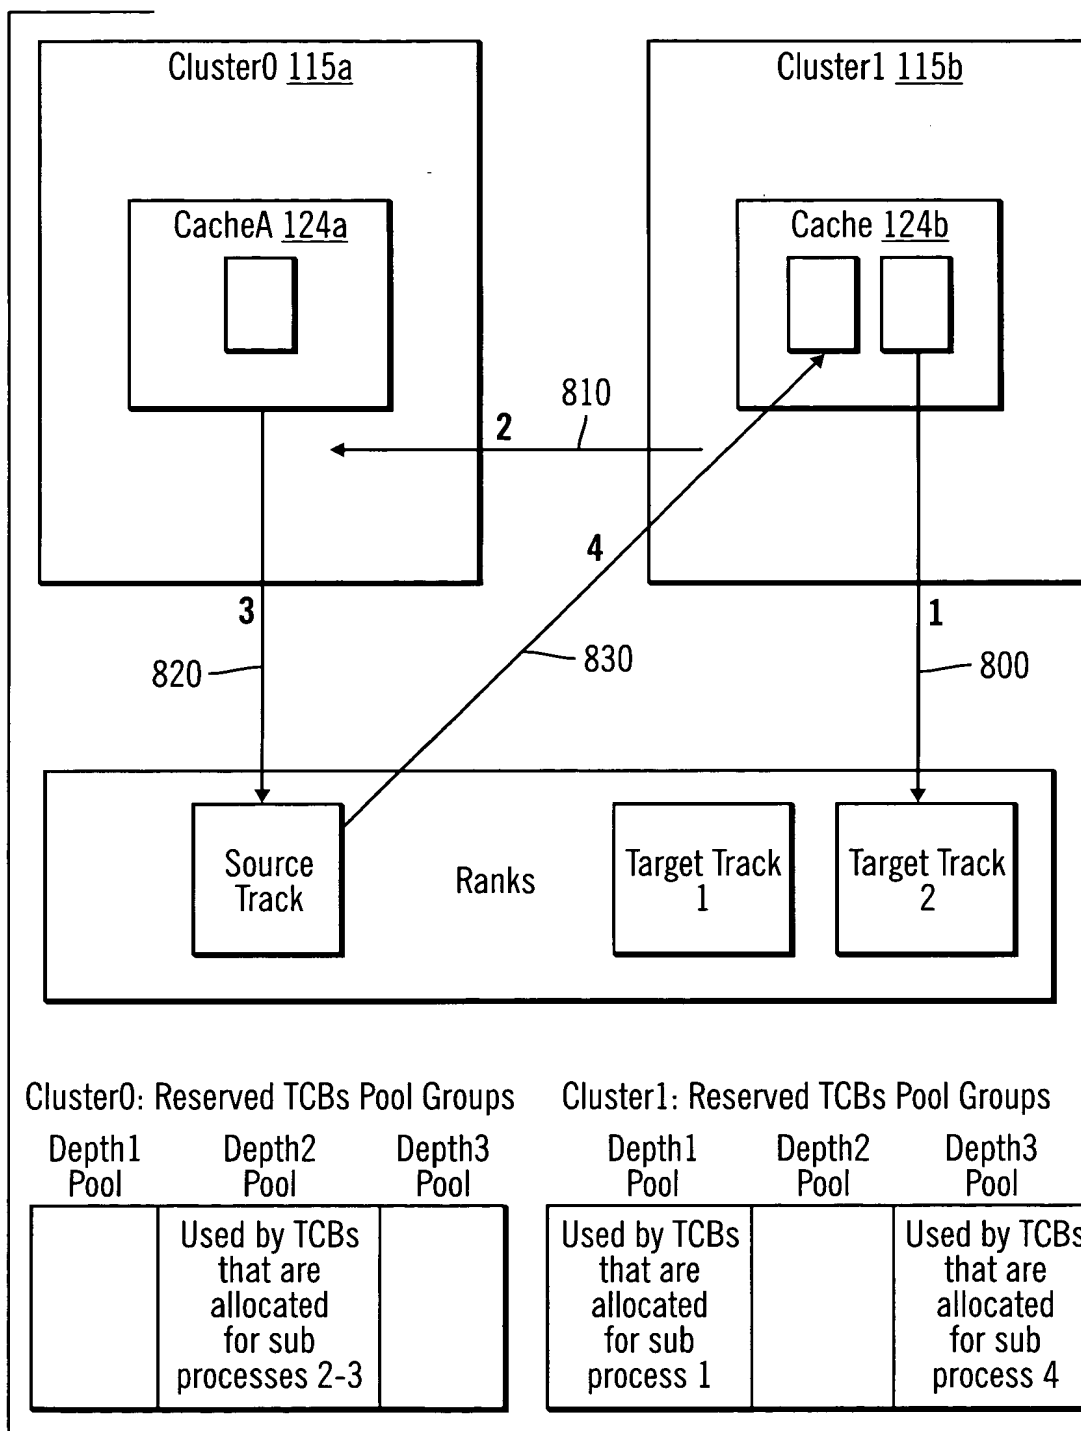 Cluster0 115a
Cluster1 115b
CacheA 124a
Cache 124b
810
2
4
3
1
820
830
800
Source
Track
Ranks
Target Track
1
Target Track
2
Cluster0: Reserved TCBs Pool Groups
Depth1
Pool
Depth2
Pool
Depth3
Pool
Used by TCBs
that are
allocated
for sub
processes 2-3
Cluster1: Reserved TCBs Pool Groups
Depth1
Pool
Depth2
Pool
Depth3
Pool
Used by TCBs
that are
allocated
for sub
process 1
Used by TCBs
that are
allocated
for sub
process 4